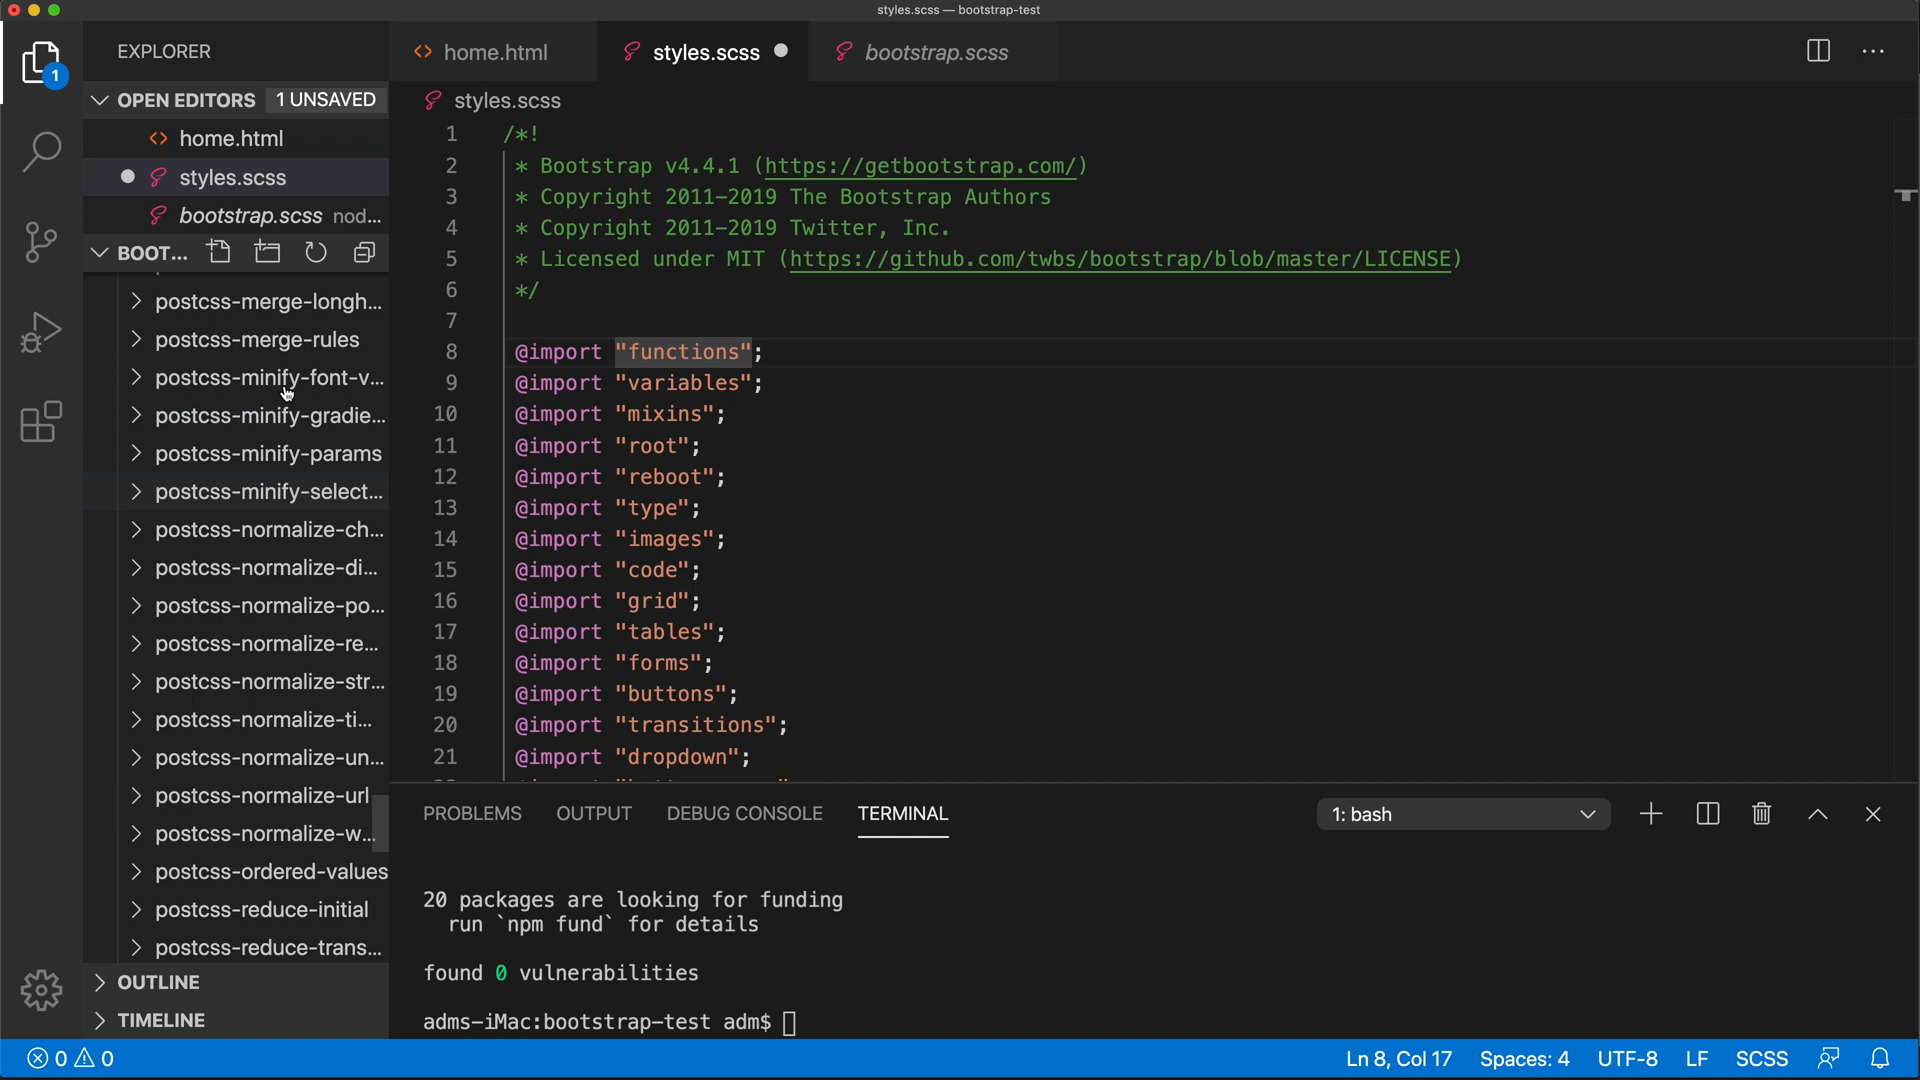 styles.scss — bootstrap-test
EXPLORER
home.html
styles.scss
bootstrap.scss
1
OPEN EDITORS 1 UNSAVED
home.html
styles.scss
bootstrap.scss nod...
BOOT...
postcss-merge-longh...
postcss-merge-rules
postcss-minify-font-v...
postcss-minify-gradie...
postcss-minify-params
postcss-minify-select...
postcss-normalize-ch...
postcss-normalize-di...
postcss-normalize-po...
postcss-normalize-re...
postcss-normalize-str...
postcss-normalize-ti...
postcss-normalize-un...
postcss-normalize-url
postcss-normalize-w...
postcss-ordered-values
postcss-reduce-initial
postcss-reduce-trans...
OUTLINE
TIMELINE
styles.scss
1 /*!
2 * Bootstrap v4.4.1 (https://getbootstrap.com/)
3 * Copyright 2011-2019 The Bootstrap Authors
4 * Copyright 2011-2019 Twitter, Inc.
5 * Licensed under MIT (https://github.com/twbs/bootstrap/blob/master/LICENSE)
6 */
7
8 @import "functions";
9 @import "variables";
10 @import "mixins";
11 @import "root";
12 @import "reboot";
13 @import "type";
14 @import "images";
15 @import "code";
16 @import "grid";
17 @import "tables";
18 @import "forms";
19 @import "buttons";
20 @import "transitions";
21 @import "dropdown";
PROBLEMS OUTPUT DEBUG CONSOLE TERMINAL 1: bash
20 packages are looking for funding
run `npm fund` for details
found 0 vulnerabilities
adms-iMac:bootstrap-test adm$
0 0 Ln 8, Col 17 Spaces: 4 UTF-8 LF SCSS